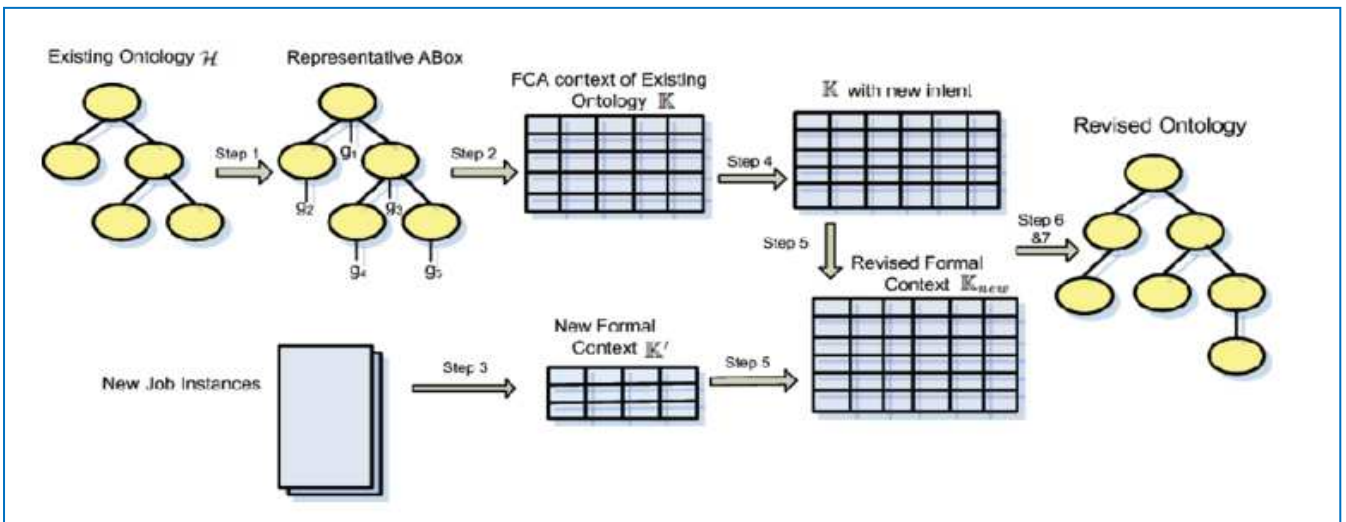 Existing Ontology ℋ
Representative ABox
FCA context of Existing
Ontology 𝕂
𝕂 with new intent
Revised Ontology
Step 1
g₁
Step 2
Step 4
g₂
g₃
Step 5
Step 6
&7
g₄
g₅
Revised Formal
Context 𝕂new
New Formal
Context 𝕂′
New Job Instances
Step 3
Step 5